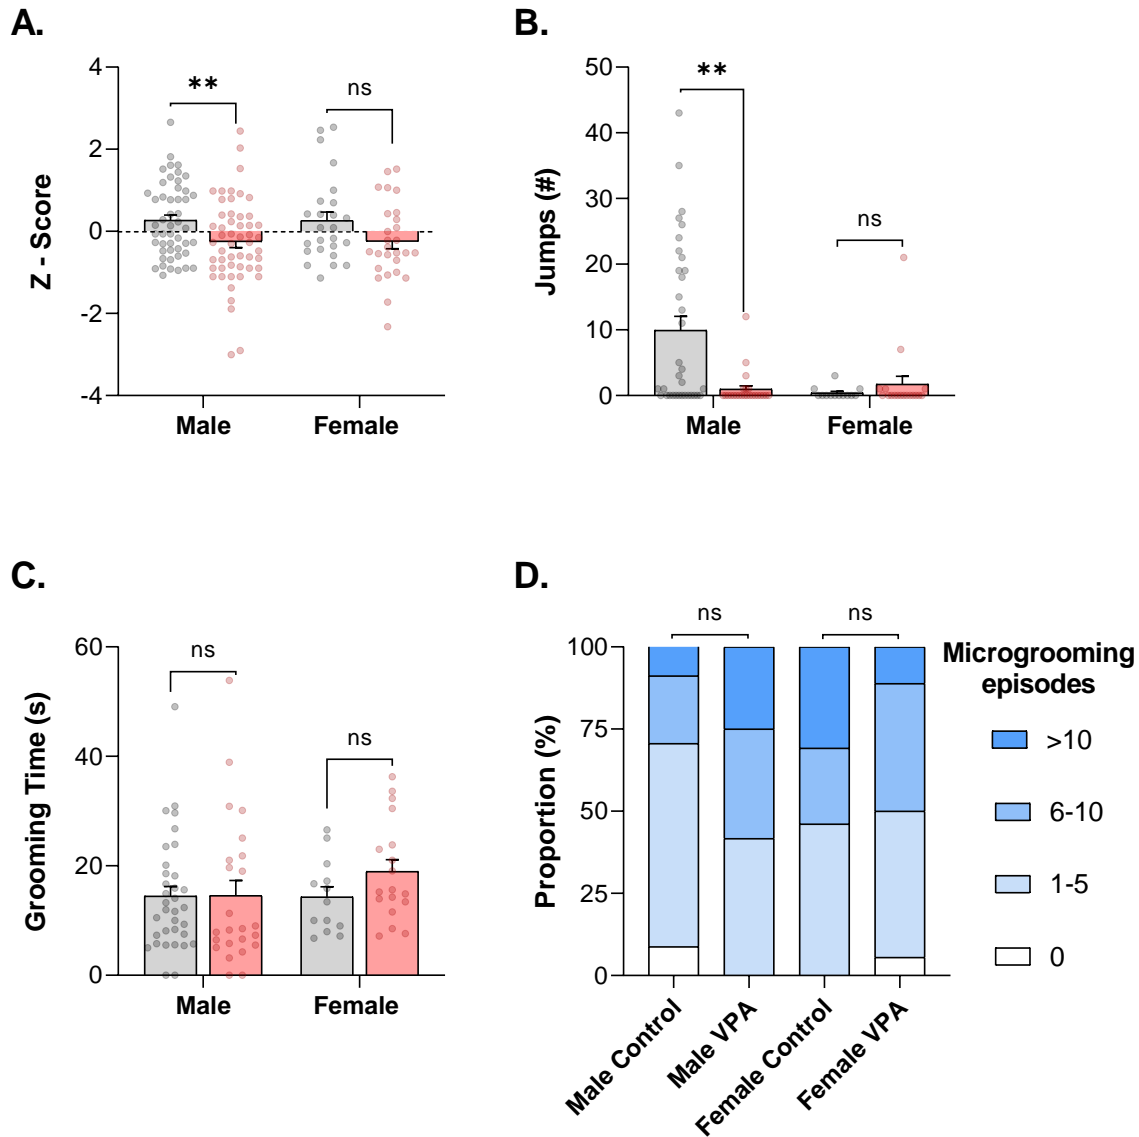 A.
Z - Score
4
2
0
-2
-4
**
ns
Male
Female
B.
Jumps (#)
50
40
30
20
10
0
**
ns
Male
Female
C.
Grooming Time (s)
60
40
20
0
ns
ns
Male
Female
D.
Proportion (%)
100
75
50
25
0
ns
ns
Male Control
Male VPA
Female Control
Female VPA
Microgrooming
episodes
>10
6-10
1-5
0